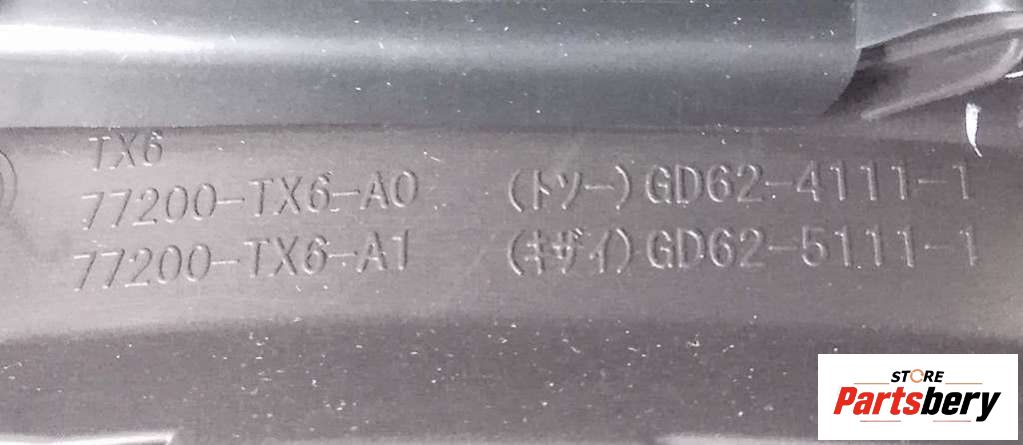 TX6
77200-TX6-A0 (トソー) GD62-4111-1
77200-TX6-A1 (キザイ) GD62-5111-1
STORE
Partsbery